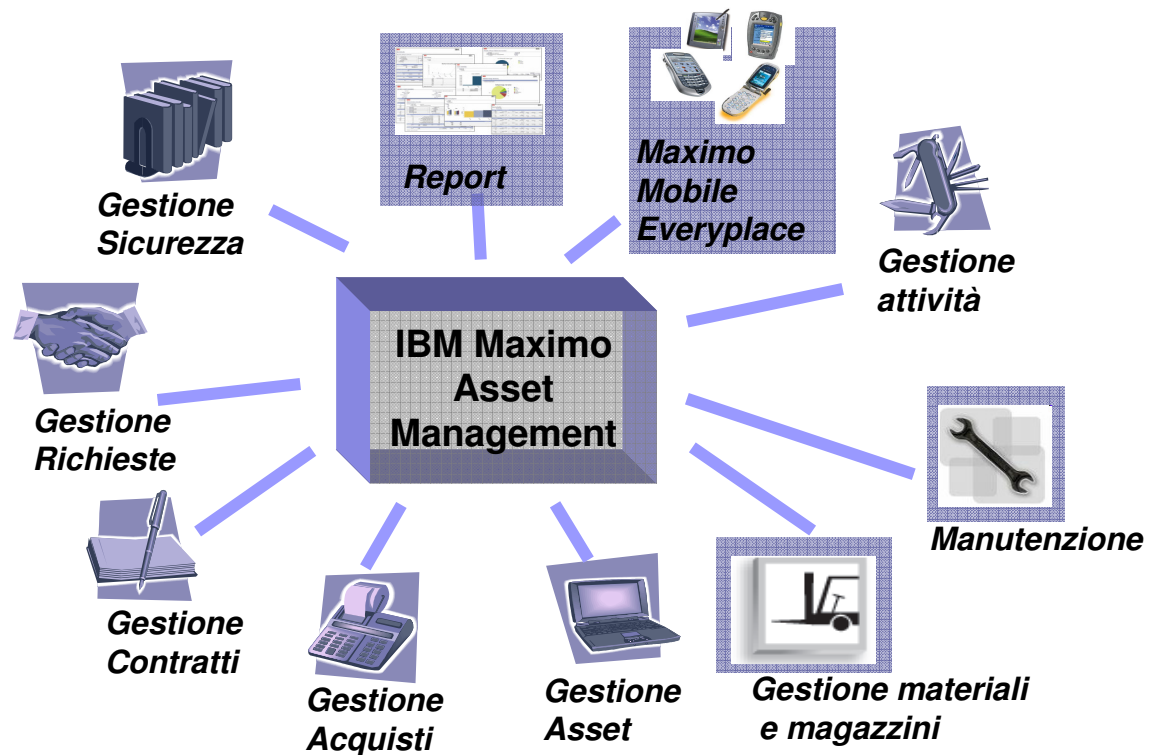 Report
Maximo
Mobile
Everyplace
Gestione
Sicurezza
Gestione
attività
IBM Maximo
Asset
Management
Gestione
Richieste
Manutenzione
Gestione
Contratti
Gestione
Acquisti
Gestione
Asset
Gestione materiali
e magazzini